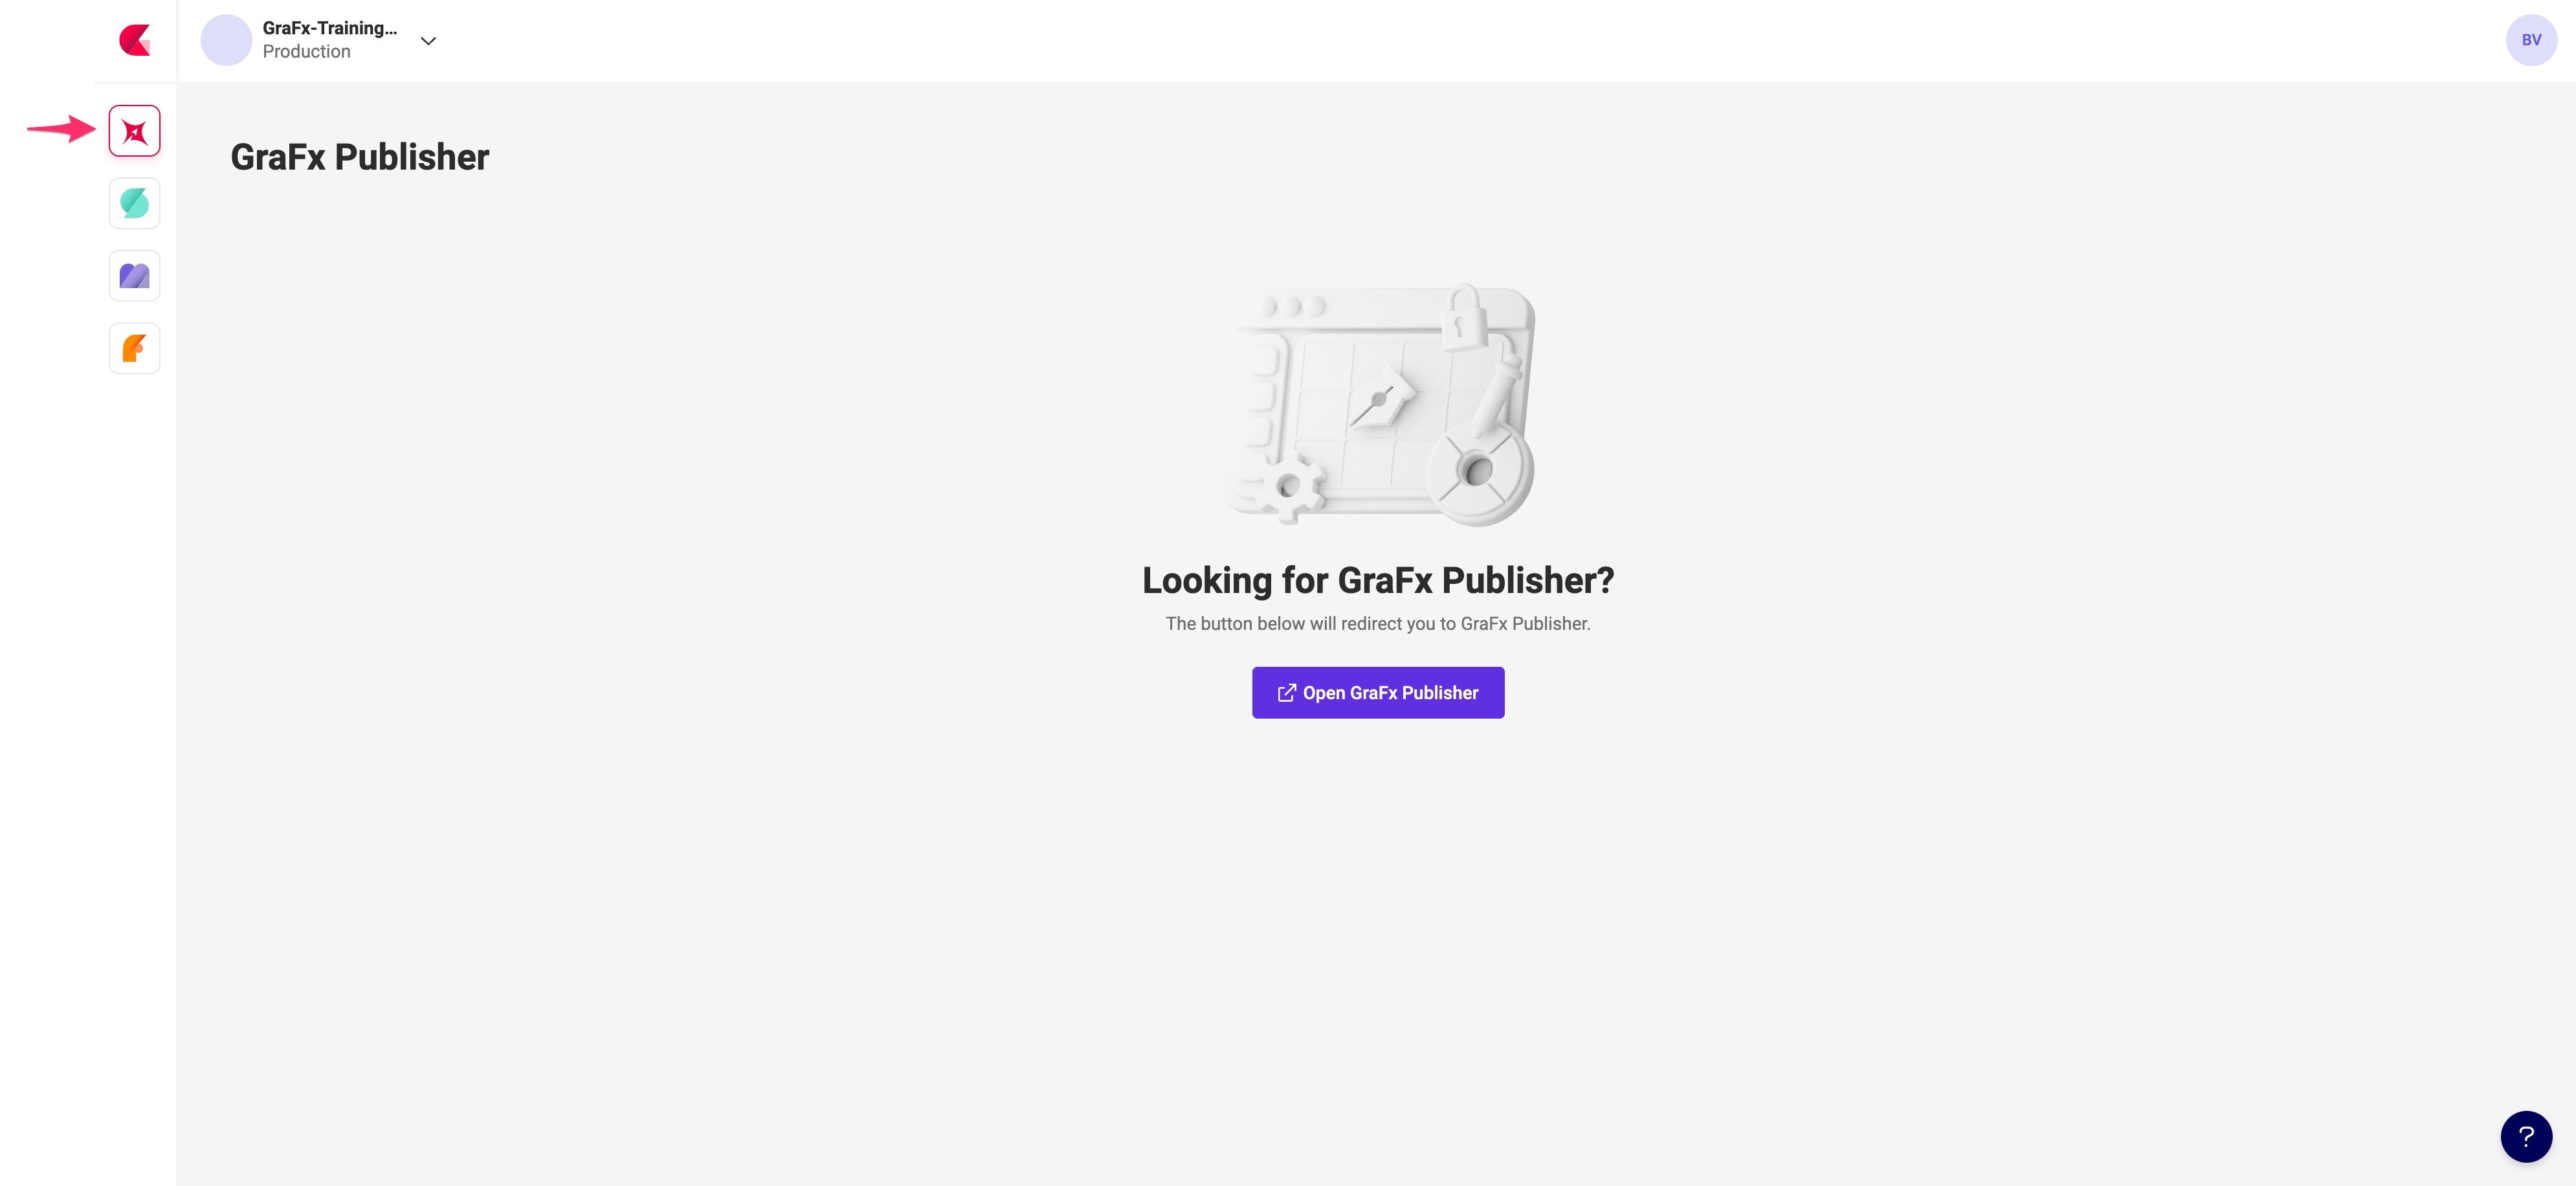 GraFx-Training...
Production
BV
GraFx Publisher
Looking for GraFx Publisher?
The button below will redirect you to GraFx Publisher.
Open GraFx Publisher
?